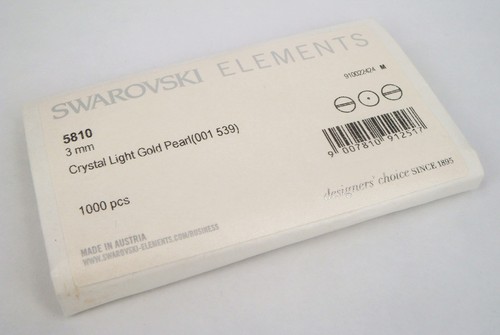 SWAROVSKI ELEMENTS
910022424 M
5810
3 mm
Crystal Light Gold Pearl(001 539)
1000 pcs
9 007810 912517
designers' choice SINCE 1895
MADE IN AUSTRIA
WWW.SWAROVSKI-ELEMENTS.COM/BUSINESS